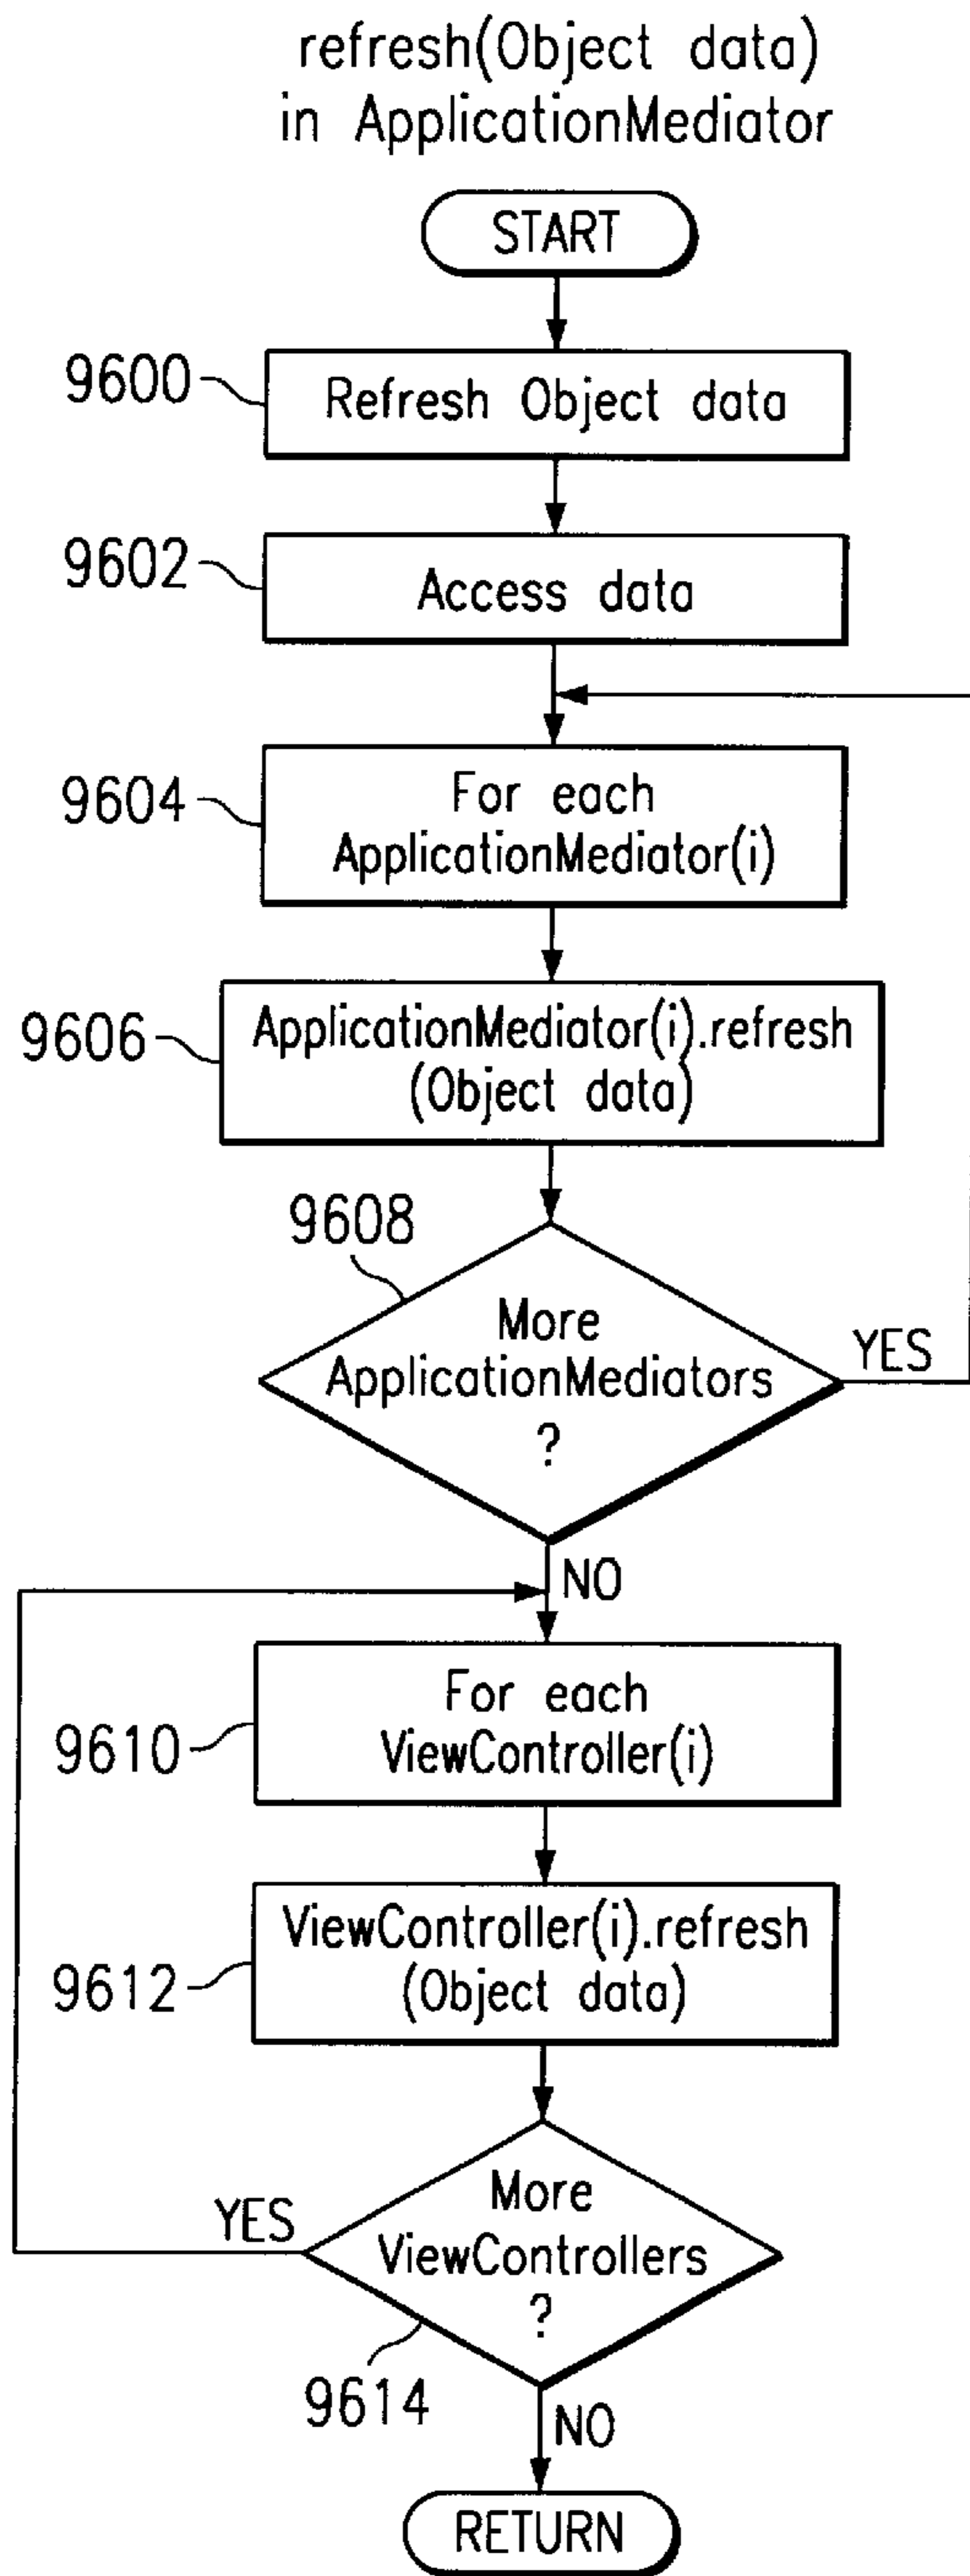 refresh(Object data)
in ApplicationMediator
START
9600
Refresh Object data
9602
Access data
9604
For each
ApplicationMediator(i)
9606
ApplicationMediator(i).refresh
(Object data)
9608
More
ApplicationMediators
?
YES
NO
9610
For each
ViewController(i)
9612
ViewController(i).refresh
(Object data)
YES
More
ViewControllers
?
9614
NO
RETURN